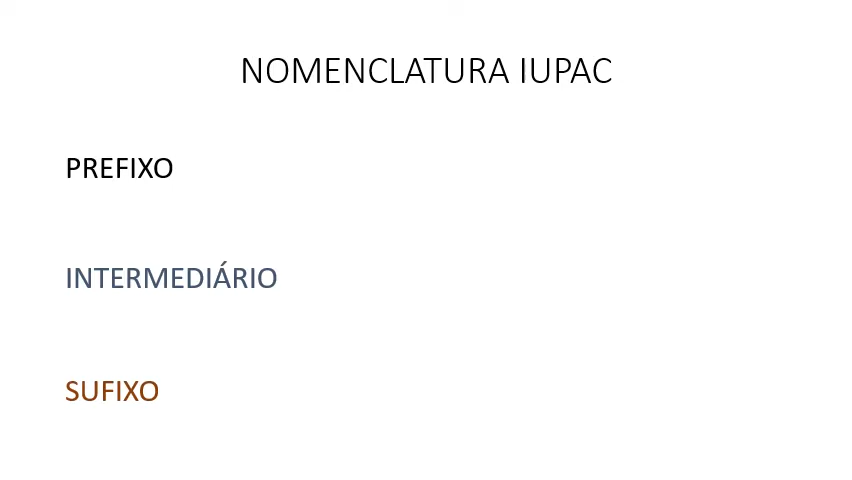 NOMENCLATURA IUPAC
PREFIXO
INTERMEDIÁRIO
SUFIXO